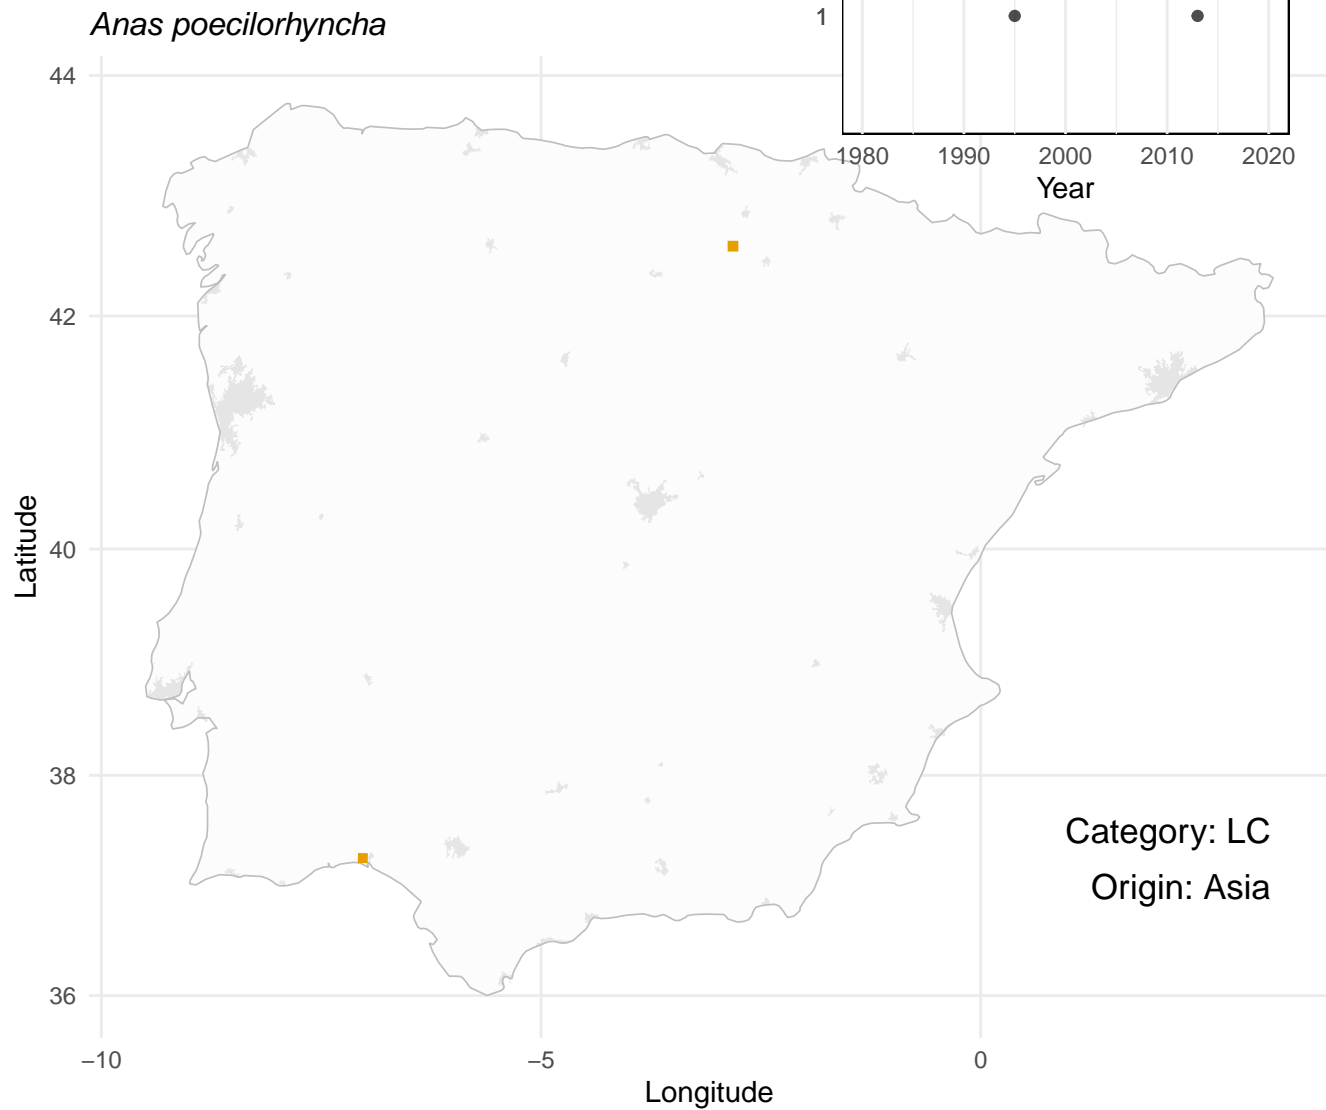 Anas poecilorhyncha
1
1980 1990 2000 2010 2020
Year
44
42
40
38
36
Latitude
Category: LC
Origin: Asia
−10 −5 0
Longitude